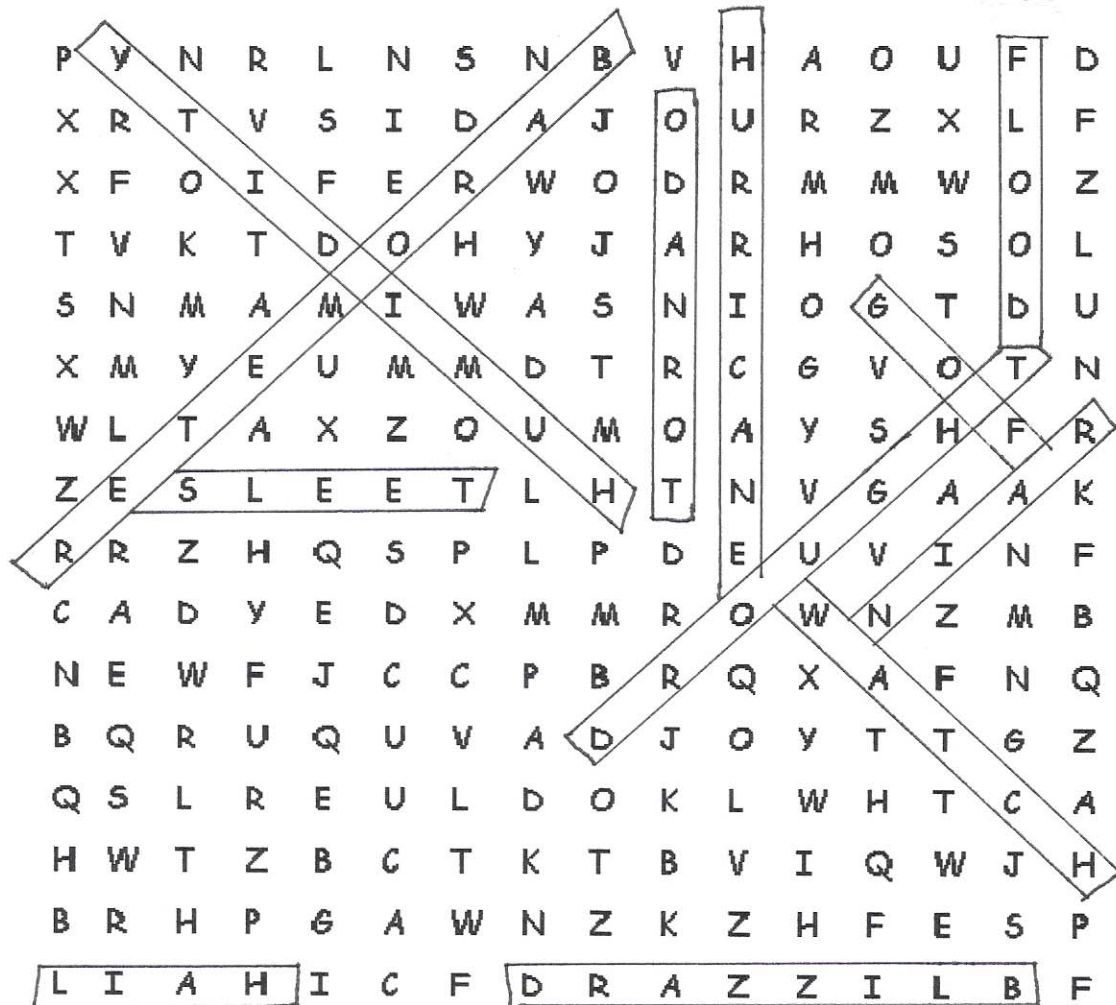 P Y N R L N S N B V H A O U F D
X R T V S I D A J O U R Z X L F
X F O I F E R W O D R M M W O Z
T V K T D O H Y J A R H O S O L
S N M A M I W A S N I O G T D U
X M Y E U M M D T R C G V O T N
W L T A X Z O U M O A Y S H F R
Z E S L E E T L H T N V G A A K
R R Z H Q S P L P D E U V I N F
C A D Y E D X M M R O W N Z M B
N E W F J C C P B R Q X A F N Q
B Q R U Q U V A D J O Y T T G Z
Q S L R E U L D O K L W H T C A
H W T Z B C T K T B V I Q W J H
B R H P G A W N Z K Z H F E S P
L I A H I C F D R A Z Z I L B F